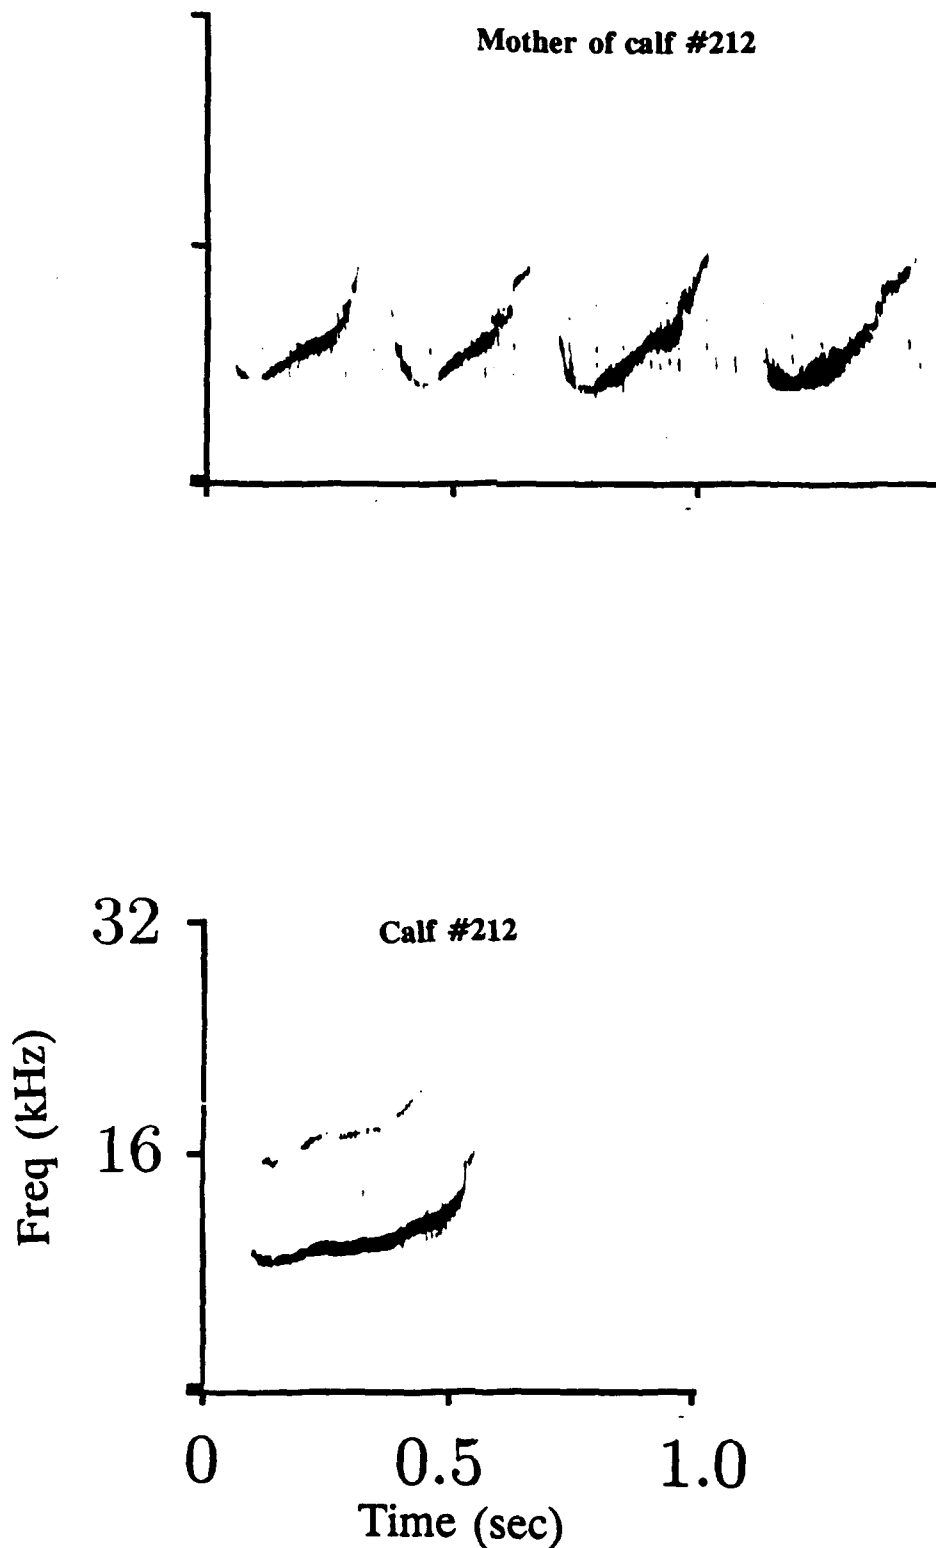 Mother of calf #212
32
Calf #212
Freq (kHz)
16
0 0.5 1.0
Time (sec)